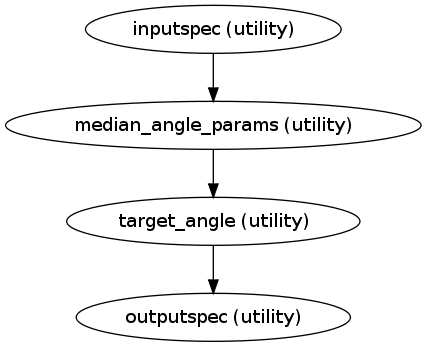 inputspec (utility)
median_angle_params (utility)
target_angle (utility)
outputspec (utility)